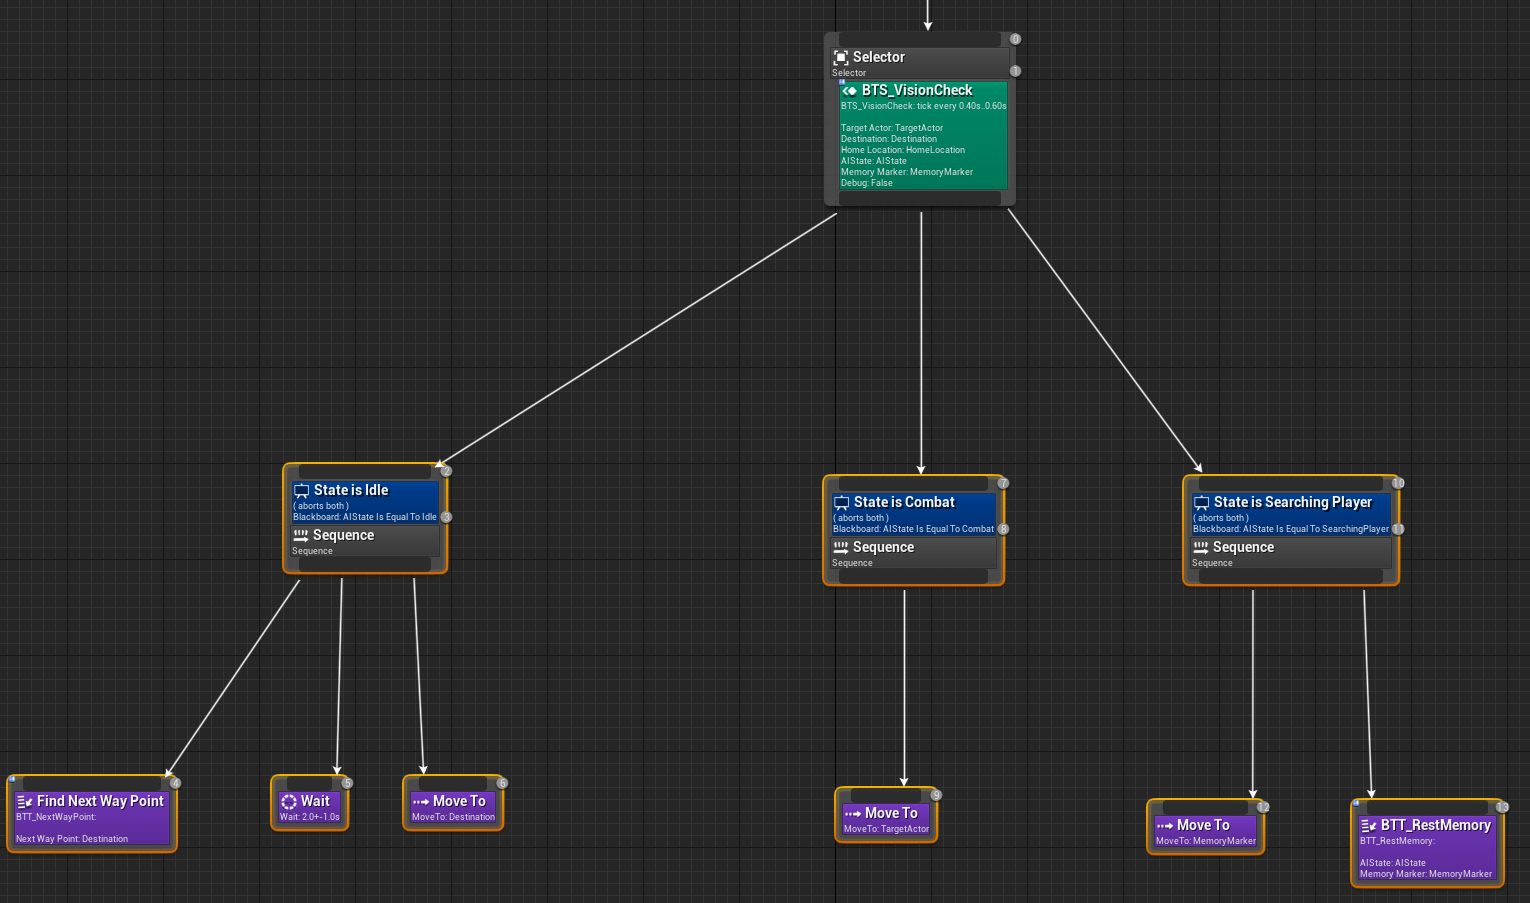 0
Selector
Selector
1
BTS_VisionCheck
BTS_VisionCheck: tick every 0.40s..0.60s
Target Actor: TargetActor
Destination: Destination
Home Location: HomeLocation
AIState: AIState
Memory Marker: MemoryMarker
Debug: False
2
State is Idle
( aborts both )
Blackboard: AIState Is Equal To Idle
3
Sequence
Sequence
7
State is Combat
( aborts both )
Blackboard: AIState Is Equal To Combat
8
Sequence
Sequence
10
State is Searching Player
( aborts both )
Blackboard: AIState Is Equal To SearchingPlayer
11
Sequence
Sequence
4
Find Next Way Point
BTT_NextWayPoint:
Next Way Point: Destination
5
Wait
Wait: 2.0+-1.0s
6
Move To
MoveTo: Destination
9
Move To
MoveTo: TargetActor
12
Move To
MoveTo: MemoryMarker
13
BTT_RestMemory
BTT_RestMemory:
AIState: AIState
Memory Marker: MemoryMarker